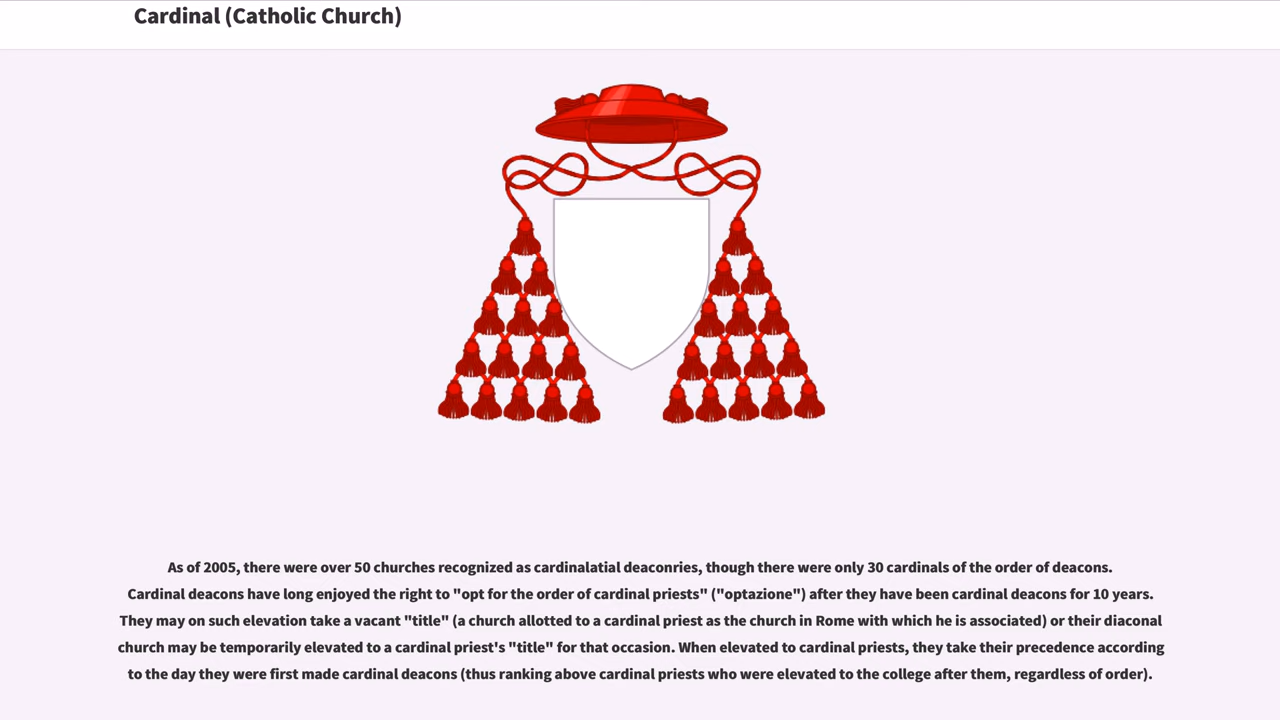 Cardinal (Catholic Church)
As of 2005, there were over 50 churches recognized as cardinalatial deaconries, though there were only 30 cardinals of the order of deacons.
Cardinal deacons have long enjoyed the right to "opt for the order of cardinal priests" ("optazione") after they have been cardinal deacons for 10 years.
They may on such elevation take a vacant "title" (a church allotted to a cardinal priest as the church in Rome with which he is associated) or their diaconal
church may be temporarily elevated to a cardinal priest's "title" for that occasion. When elevated to cardinal priests, they take their precedence according
to the day they were first made cardinal deacons (thus ranking above cardinal priests who were elevated to the college after them, regardless of order).